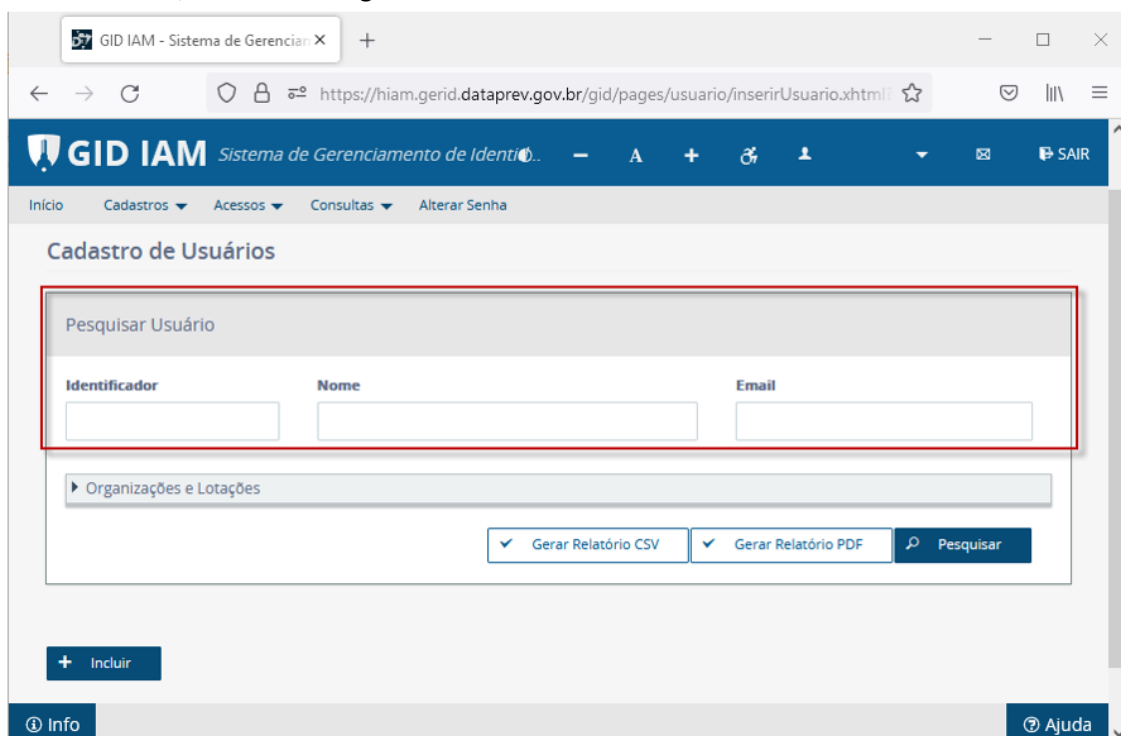 GID IAM - Sistema de Gerencian
https://hiam.gerid.dataprev.gov.br/gid/pages/usuario/inserirUsuario.xhtml
GID IAM Sistema de Gerenciamento de Identi .. A SAIR
Início Cadastros Acessos Consultas Alterar Senha
Cadastro de Usuários
Pesquisar Usuário
Identificador Nome Email
Organizações e Lotações
Gerar Relatório CSV Gerar Relatório PDF Pesquisar
+ Incluir
Info Ajuda